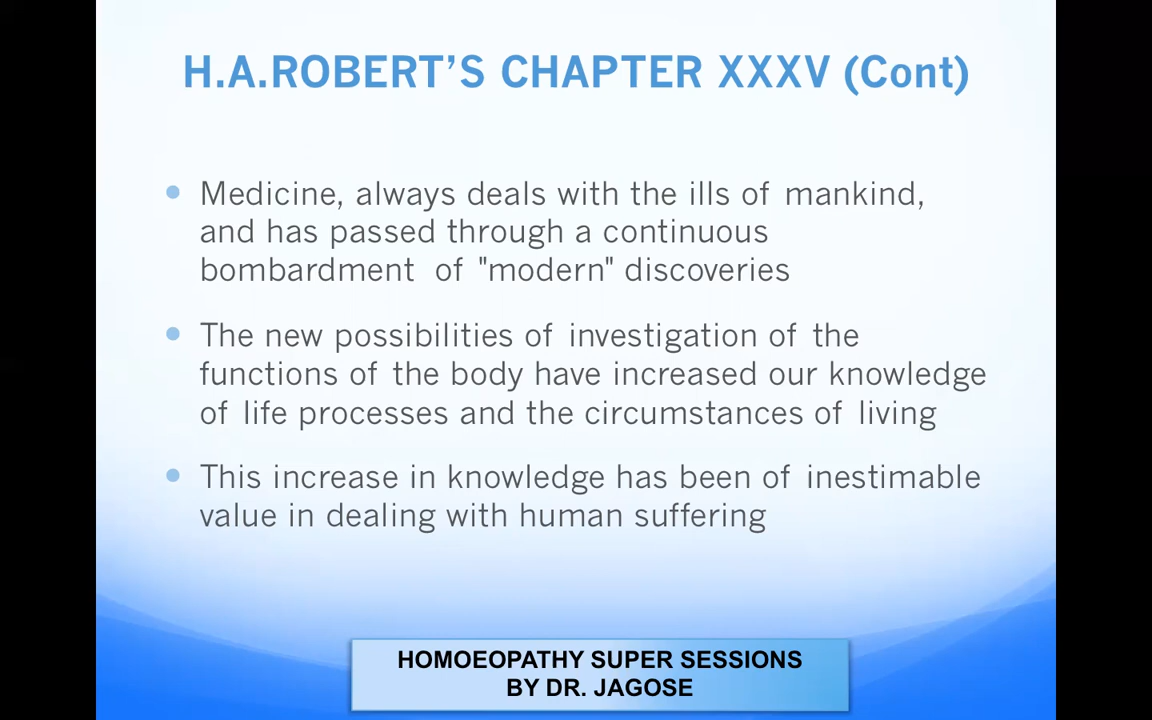 H.A.ROBERT'S CHAPTER XXXV (Cont)
• Medicine, always deals with the ills of mankind,
and has passed through a continuous
bombardment of "modern" discoveries
• The new possibilities of investigation of the
functions of the body have increased our knowledge
of life processes and the circumstances of living
• This increase in knowledge has been of inestimable
value in dealing with human suffering
HOMOEOPATHY SUPER SESSIONS
BY DR. JAGOSE